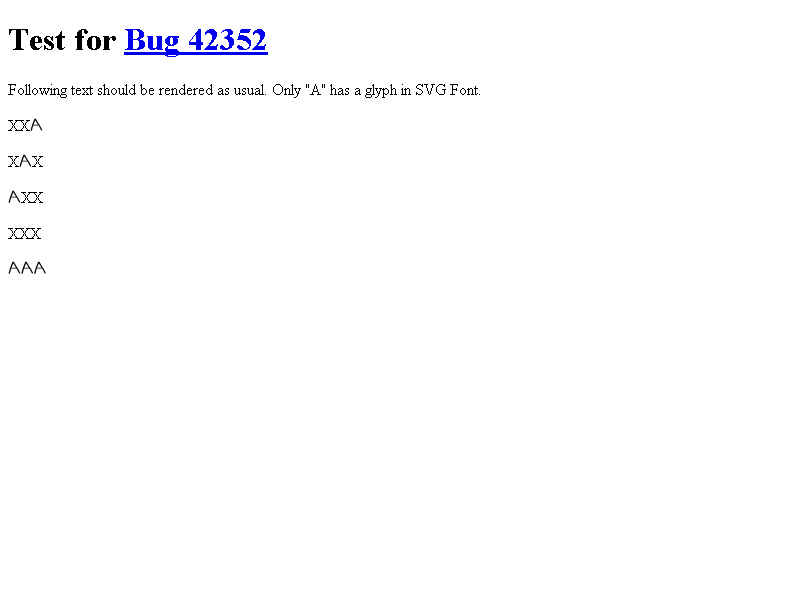 Test for Bug 42352
Following text should be rendered as usual. Only "A" has a glyph in SVG Font.
XXA
XAX
AXX
XXX
AAA